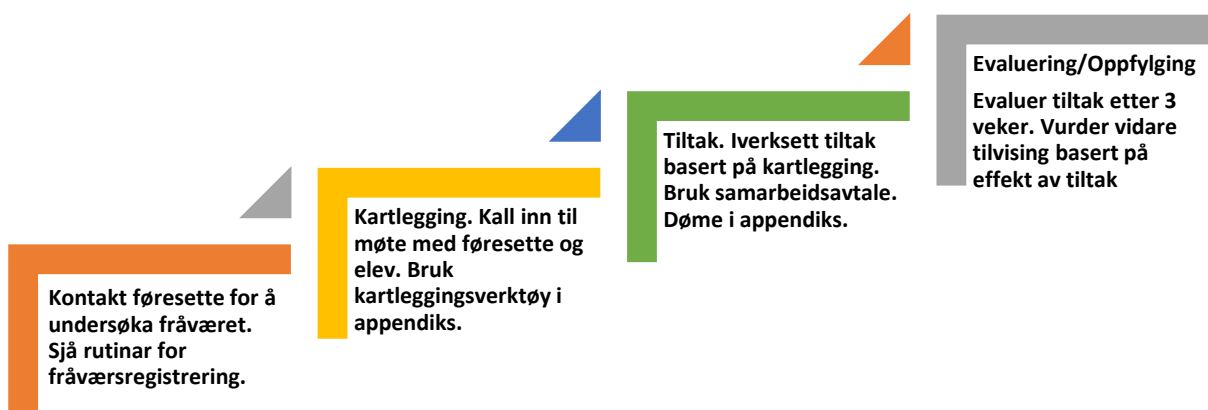 Kontakt føresette for å
undersøka fråværet.
Sjå rutinar for
fråværsregistrering.
Kartlegging. Kall inn til
møte med føresette og
elev. Bruk
kartleggingsverktøy i
appendiks.
Tiltak. Iverksett tiltak
basert på kartlegging.
Bruk samarbeidsavtale.
Døme i appendiks.
Evaluering/Oppfylging
Evaluer tiltak etter 3
veker. Vurder vidare
tilvising basert på
effekt av tiltak